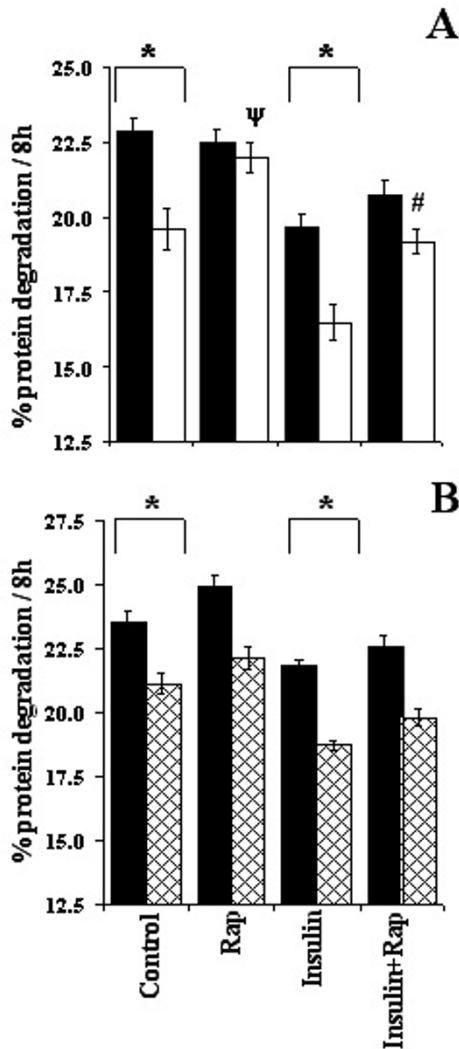 A
* *
25.0
22.5
20.0
17.5
15.0
12.5
% protein degradation / 8h
Ψ
#
B
* *
27.5
25.0
22.5
20.0
17.5
15.0
12.5
% protein degradation / 8h
Control
Rap
Insulin
Insulin+Rap